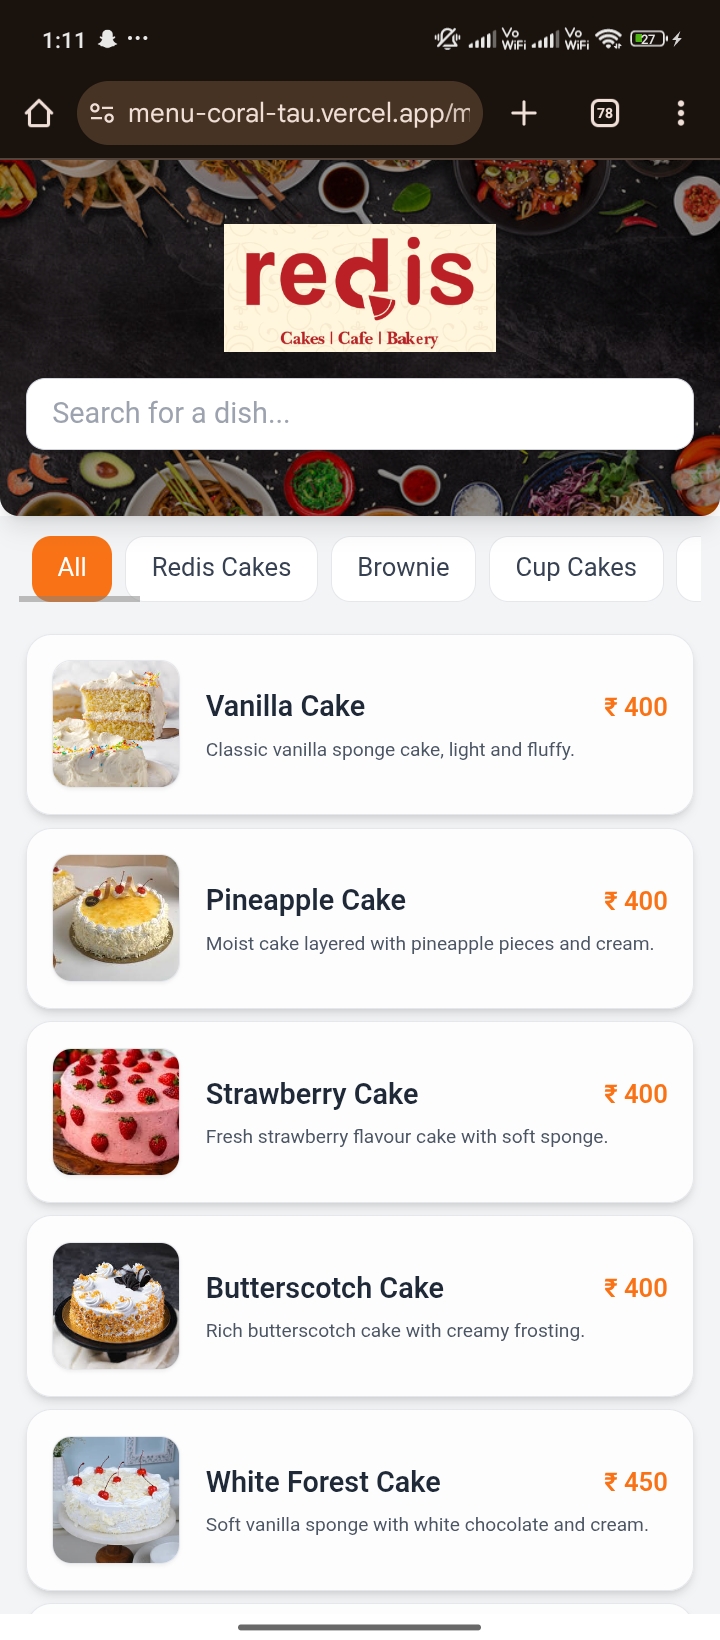 1:11
Vo
WiFi
Vo
WiFi
27
menu-coral-tau.vercel.app/m
78
redis
Cakes | Cafe | Bakery
Search for a dish...
All
Redis Cakes
Brownie
Cup Cakes
Vanilla Cake
₹ 400
Classic vanilla sponge cake, light and fluffy.
Pineapple Cake
₹ 400
Moist cake layered with pineapple pieces and cream.
Strawberry Cake
₹ 400
Fresh strawberry flavour cake with soft sponge.
Butterscotch Cake
₹ 400
Rich butterscotch cake with creamy frosting.
White Forest Cake
₹ 450
Soft vanilla sponge with white chocolate and cream.